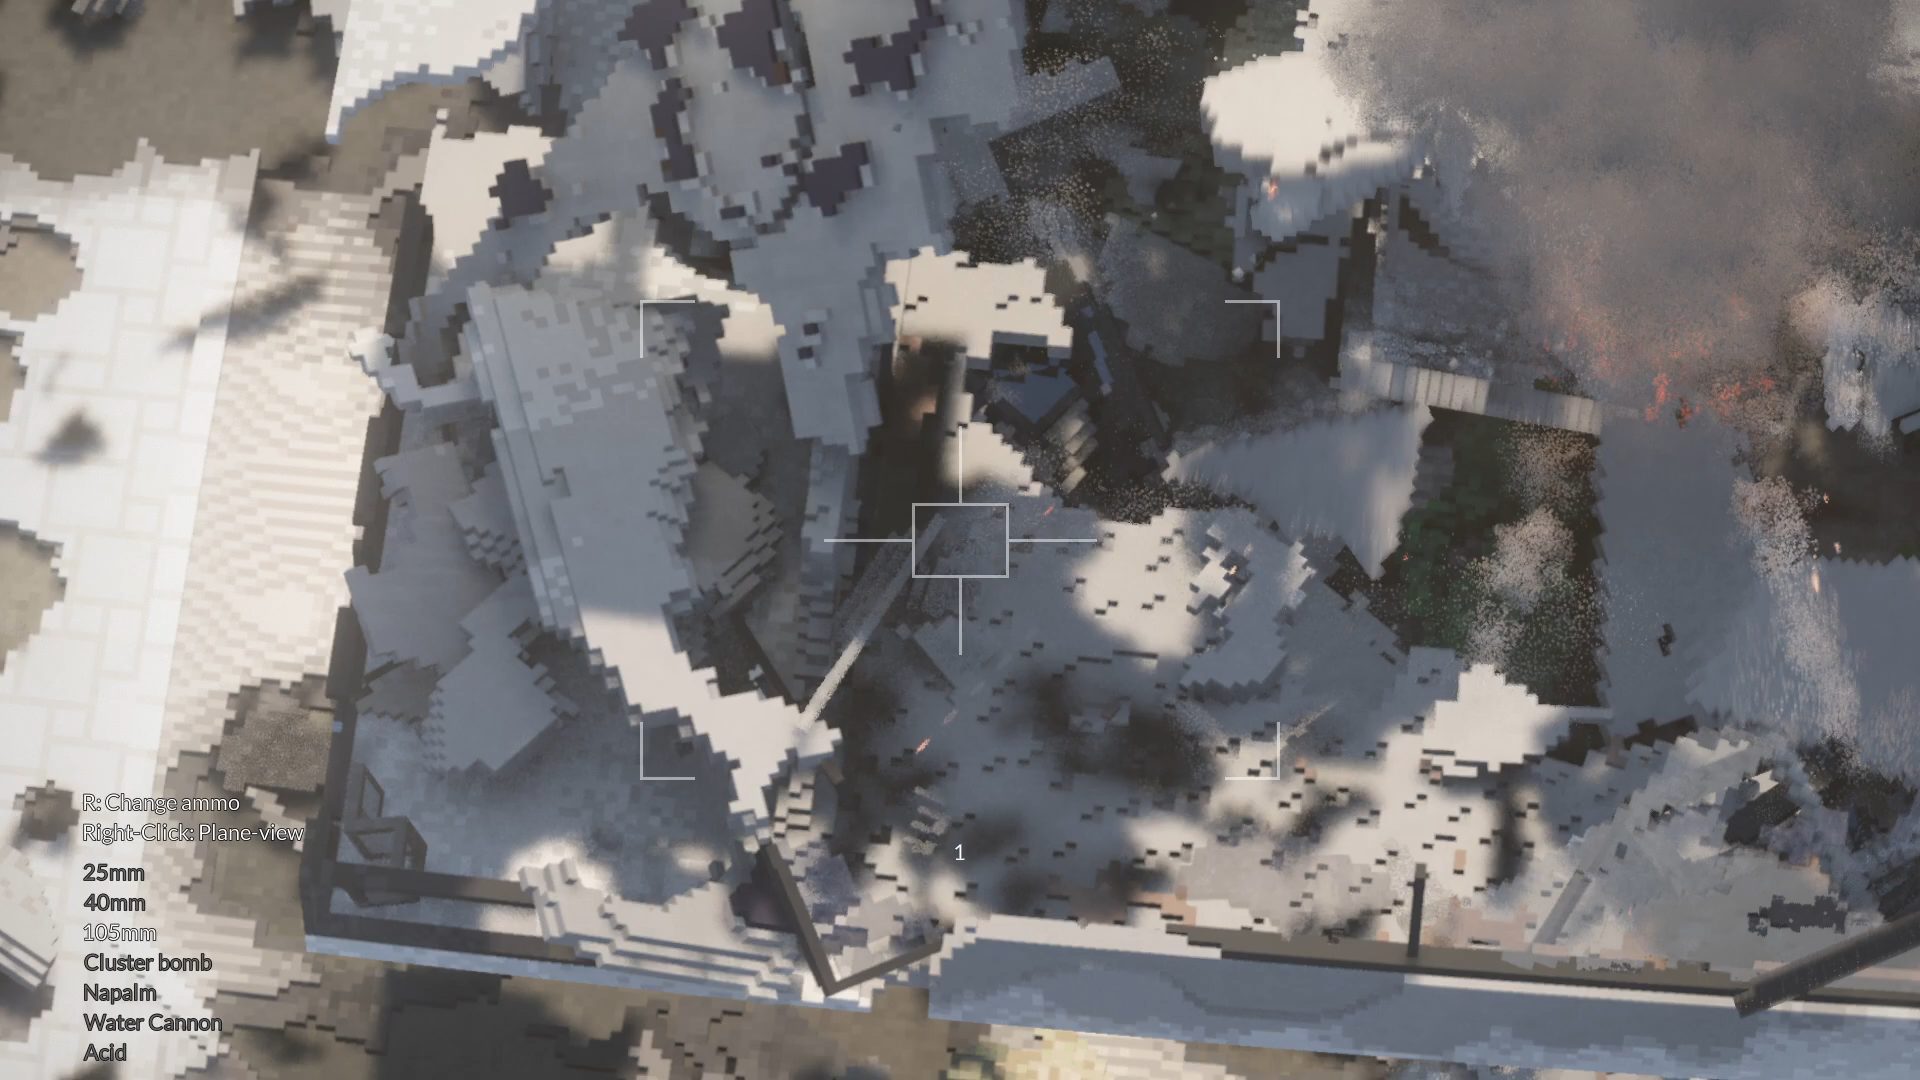 R: Change ammo
Right-Click: Plane-view
25mm
40mm
105mm
Cluster bomb
Napalm
Water Cannon
Acid
1